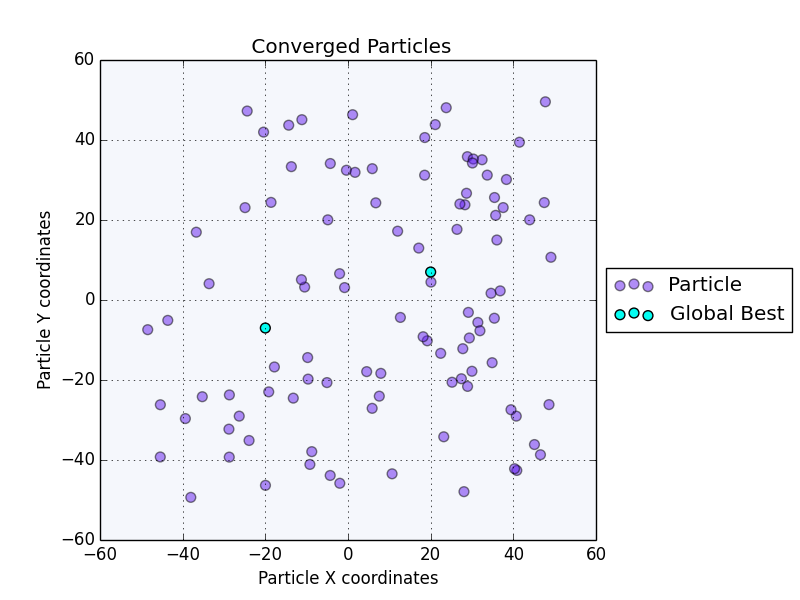 Converged Particles
60
40
20
0
−20
−40
−60
−60 −40 −20 0 20 40 60
Particle Y coordinates
Particle X coordinates
Particle
Global Best